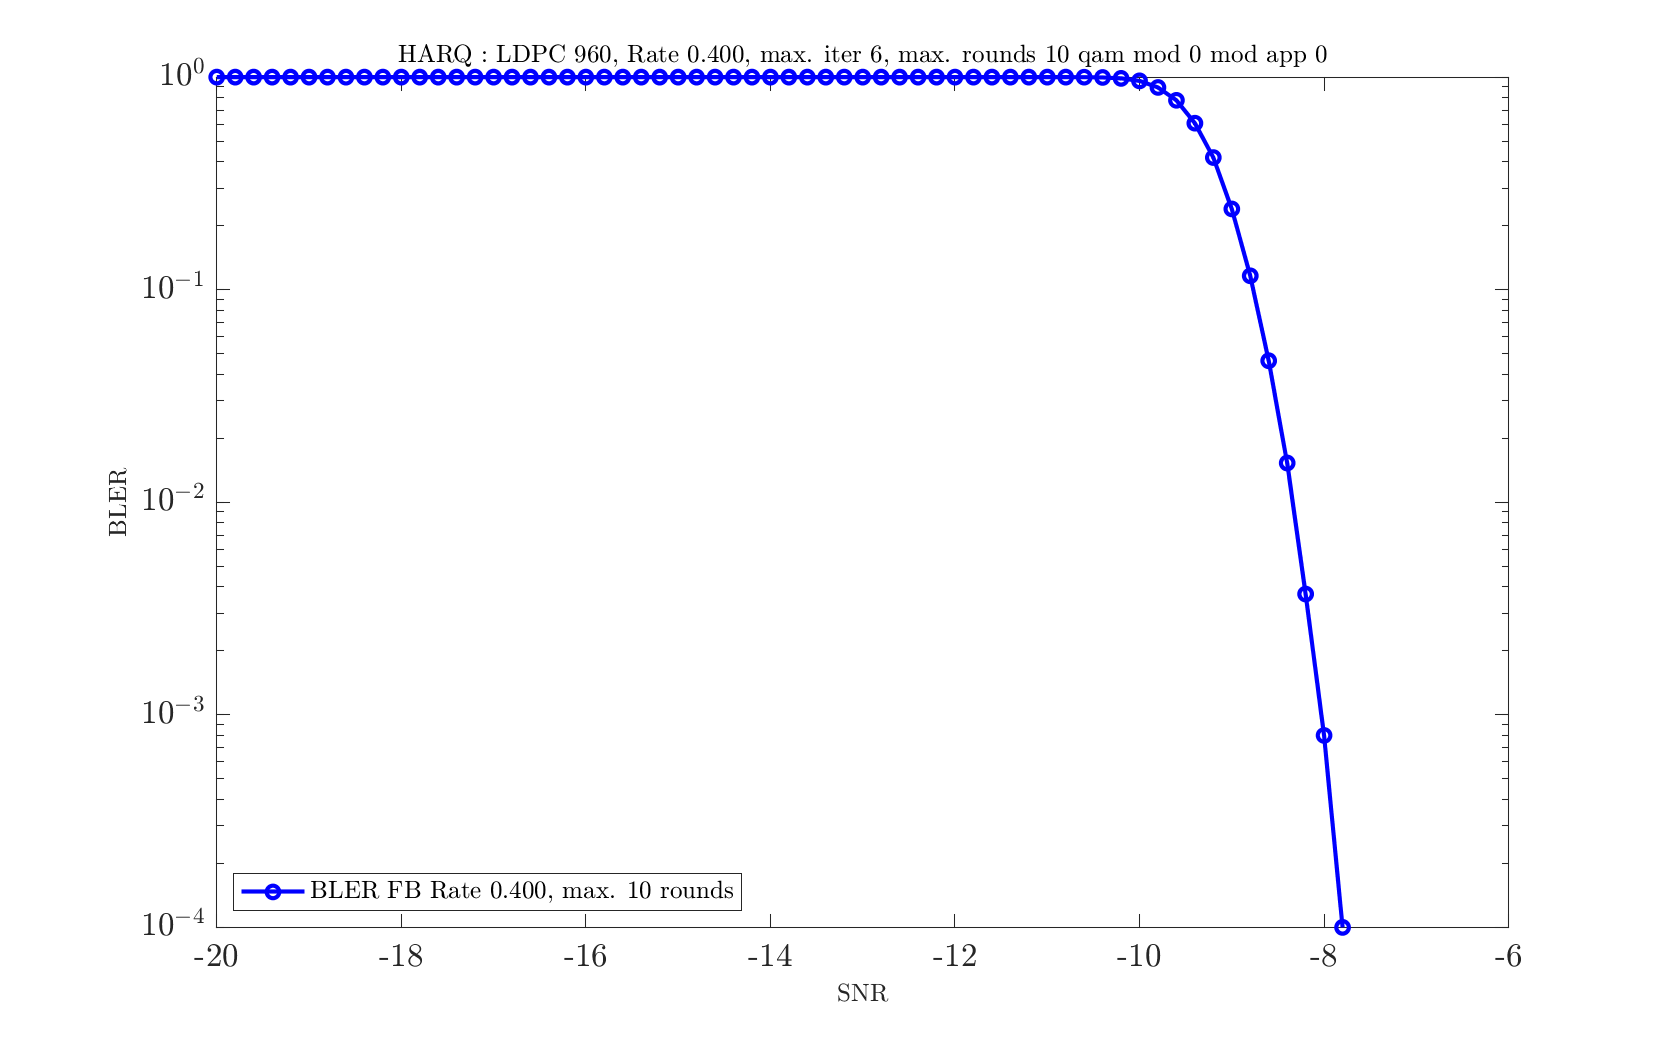 HARQ : LDPC 960, Rate 0.400, max. iter 6, max. rounds 10 qam mod 0 mod app 0
10^0
10^−1
10^−2
10^−3
10^−4
BLER
BLER FB Rate 0.400, max. 10 rounds
-20 -18 -16 -14 -12 -10 -8 -6
SNR